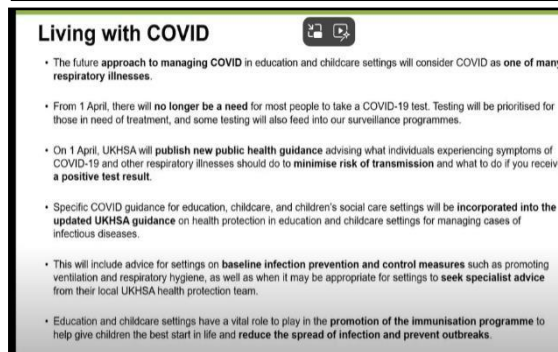 Living with COVID
• The future approach to managing COVID in education and childcare settings will consider COVID as one of many
respiratory illnesses.
• From 1 April, there will no longer be a need for most people to take a COVID-19 test. Testing will be prioritised for
those in need of treatment, and some testing will also feed into our surveillance programmes.
• On 1 April, UKHSA will publish new public health guidance advising what individuals experiencing symptoms of
COVID-19 and other respiratory illnesses should do to minimise risk of transmission and what to do if you receiv
a positive test result.
• Specific COVID guidance for education, childcare, and children's social care settings will be incorporated into the
updated UKHSA guidance on health protection in education and childcare settings for managing cases of
infectious diseases.
• This will include advice for settings on baseline infection prevention and control measures such as promoting
ventilation and respiratory hygiene, as well as when it may be appropriate for settings to seek specialist advice
from their local UKHSA health protection team.
• Education and childcare settings have a vital role to play in the promotion of the immunisation programme to
help give children the best start in life and reduce the spread of infection and prevent outbreaks.